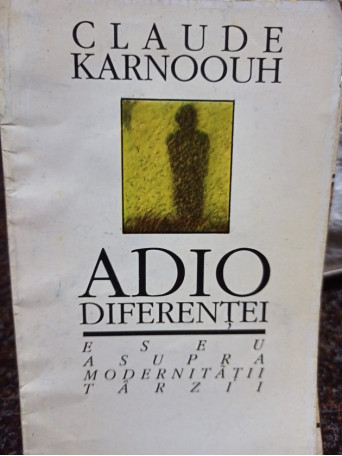 CLAUDE
KARNOOUH
ADIO
DIFERENȚEI
ESEU
ASUPRA
MODERNITĂȚII
TÂRZII